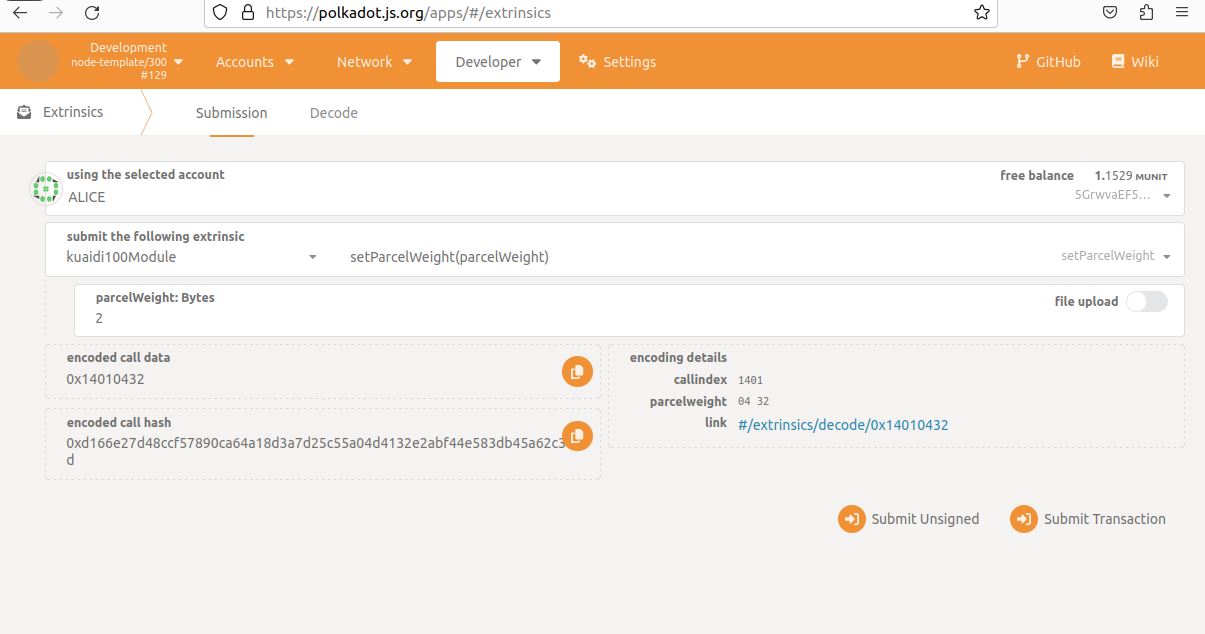 https://polkadot.js.org/apps/#/extrinsics
Development
node-template/300
#129
Accounts
Network
Developer
Settings
GitHub
Wiki
Extrinsics
Submission
Decode
using the selected account
ALICE
free balance 1.1529 MUNIT
5GrwvaEF5...
submit the following extrinsic
kuaidi100Module
setParcelWeight(parcelWeight)
setParcelWeight
parcelWeight: Bytes
2
file upload
encoded call data
0x14010432
encoding details
callindex 1401
parcelweight 04 32
link #/extrinsics/decode/0x14010432
encoded call hash
0xd166e27d48ccf57890ca64a18d3a7d25c55a04d4132e2abf44e583db45a62c3
d
Submit Unsigned
Submit Transaction